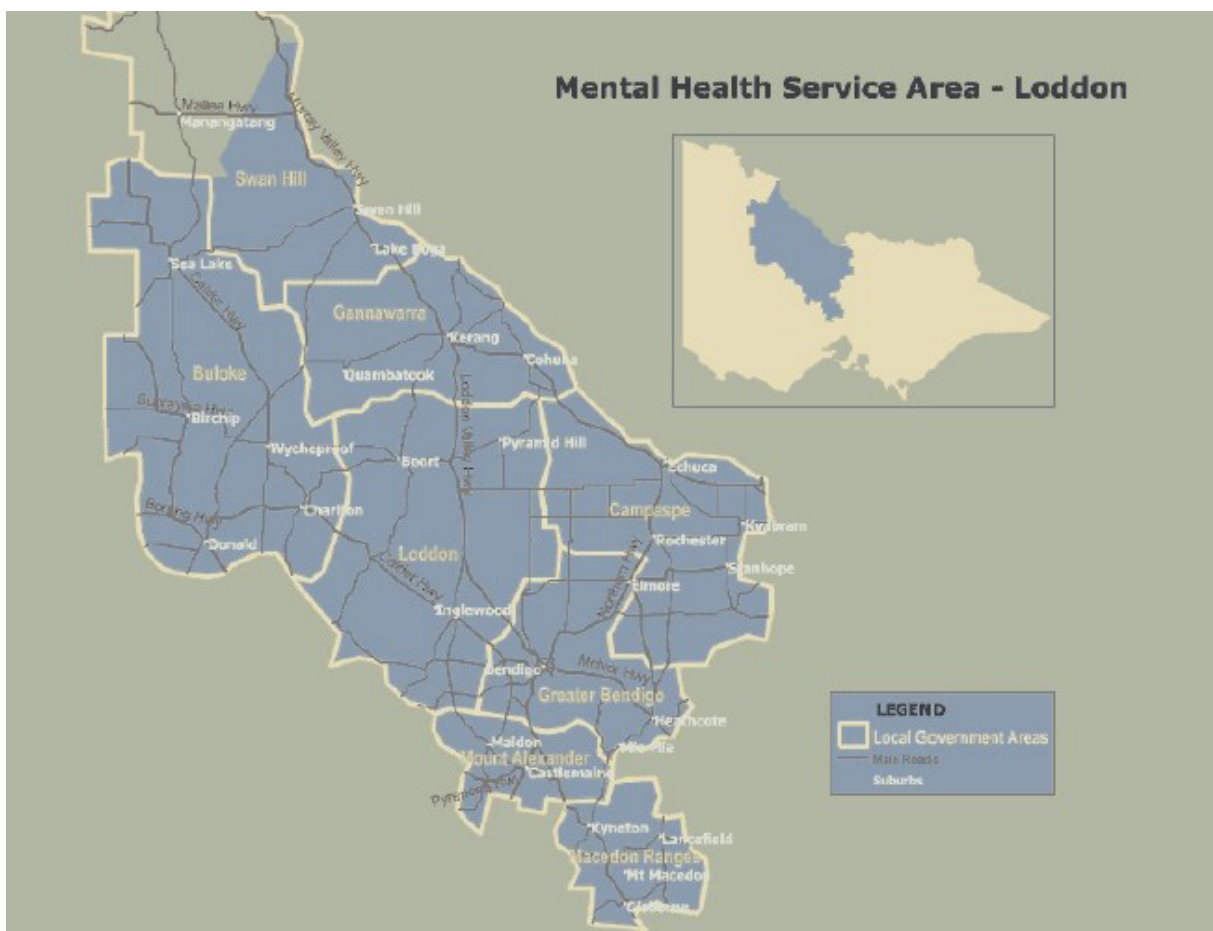 Mental Health Service Area - Loddon
Mallee Hwy
Manangatang
Murray Valley Hwy
Swan Hill
Swan Hill
Lake Boga
Sea Lake
Calder Hwy
Gannawarra
Kerang
Cohuna
Buloke
Quambatook
Sunraysia Hwy
Birchip
Loddon Valley Hwy
Wycheproof
Boort
Pyramid Hill
Echuca
Borung Hwy
Charlton
Campaspe
Kyabram
Donald
Loddon
Rochester
Stanhope
Calder Hwy
Northern Hwy
Elmore
Inglewood
Bendigo
McIvor Hwy
Greater Bendigo
Heathcote
Maldon
Mia Mia
Mount Alexander
Castlemaine
Pyrenees Hwy
Kyneton
Lancefield
Macedon Ranges
Mt Macedon
Gisborne
LEGEND
Local Government Areas
Main Roads
Suburbs